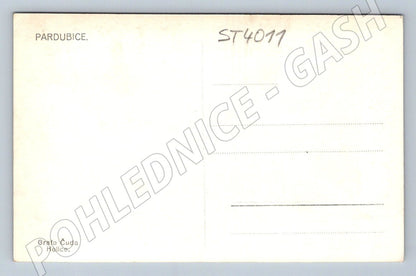 PARDUBICE.
ST4011
POHLEDNICE - GASH
Grafo Čuda
Holice.